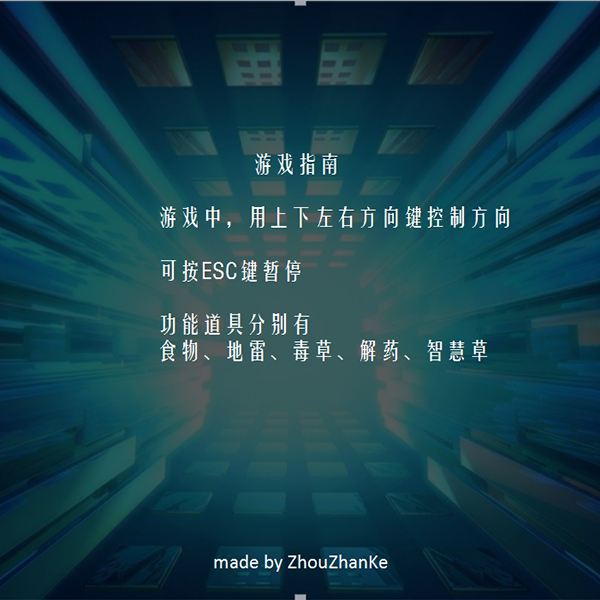 游戏指南
游戏中，用上下左右方向键控制方向
可按ESC键暂停
功能道具分别有
食物、地雷、毒草、解药、智慧草
made by ZhouZhanKe